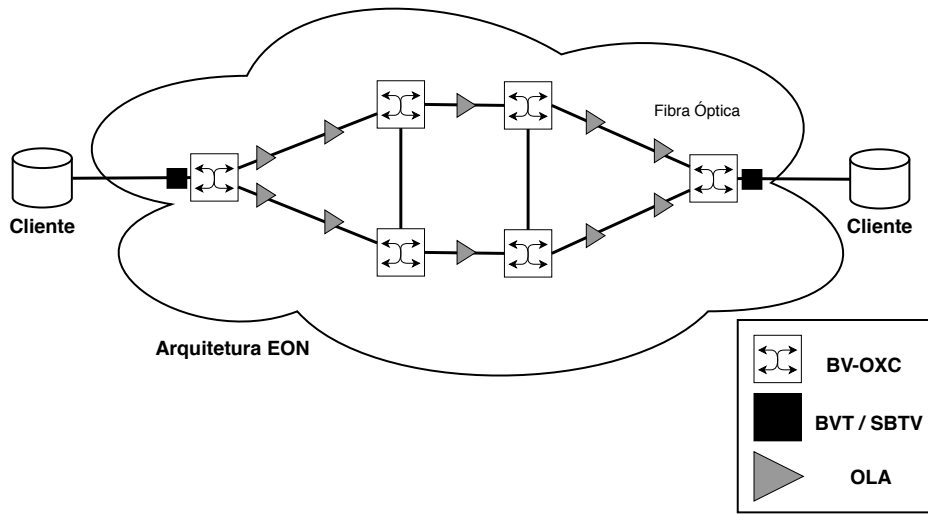 Fibra Óptica
Cliente
Cliente
Arquitetura EON
BV-OXC
BVT / SBTV
OLA